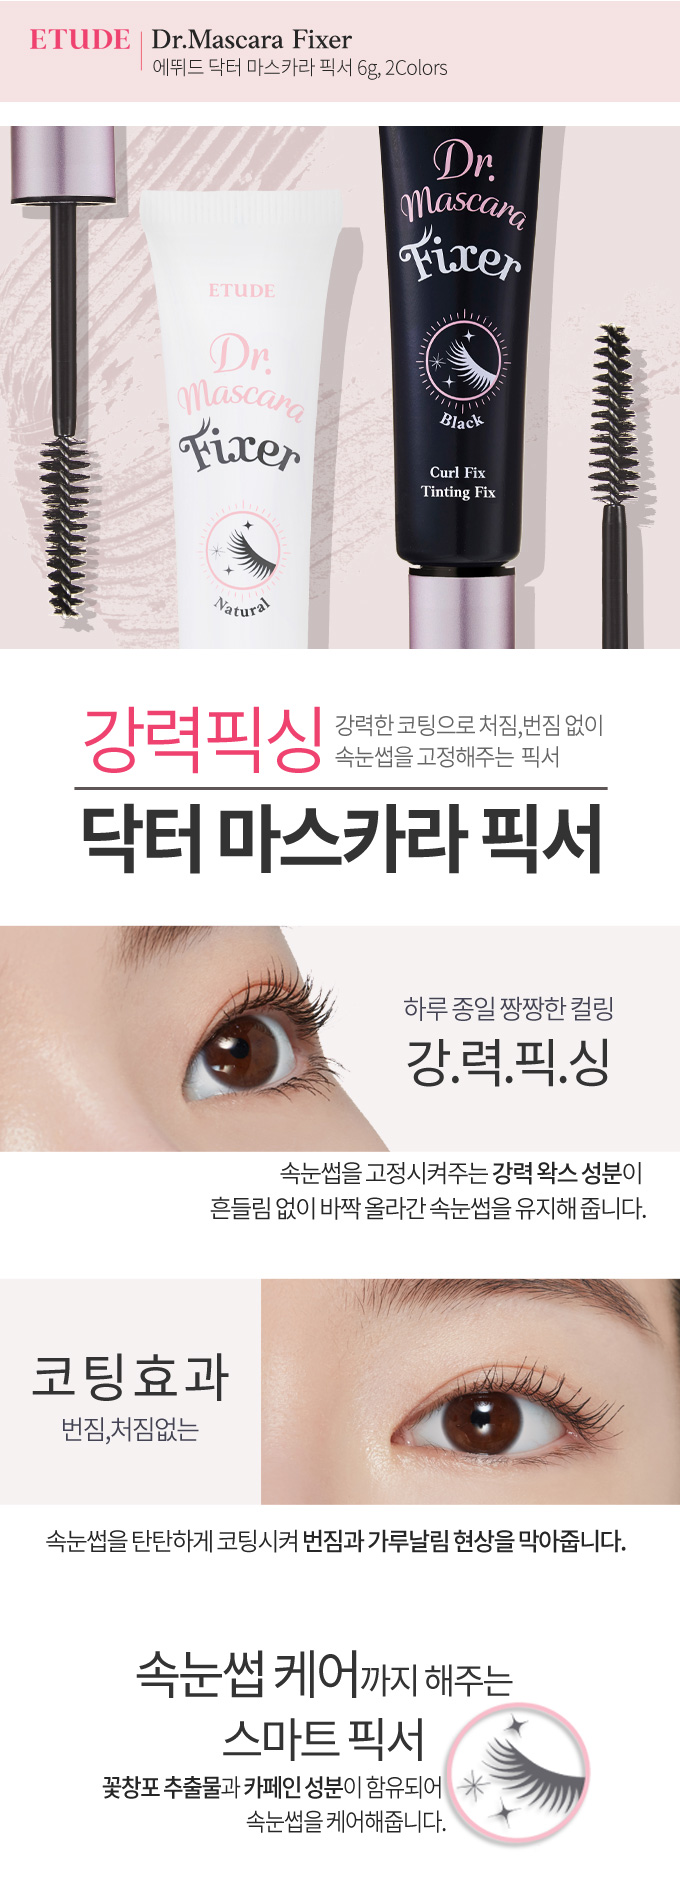 ETUDE
Dr.Mascara Fixer
에뛰드 닥터 마스카라 픽서 6g, 2Colors
ETUDE
Dr.
Mascara
Fixer
Natural
Dr.
Mascara
Fixer
Black
Curl Fix
Tinting Fix
강력픽싱
강력한 코팅으로 처짐,번짐 없이
속눈썹을 고정해주는 픽서
닥터 마스카라 픽서
하루 종일 짱짱한 컬링
강.력.픽.싱
속눈썹을 고정시켜주는 강력 왁스 성분이
흔들림 없이 바짝 올라간 속눈썹을 유지해 줍니다.
코팅효과
번짐,처짐없는
속눈썹을 탄탄하게 코팅시켜 번짐과 가루날림 현상을 막아줍니다.
속눈썹 케어까지 해주는
스마트 픽서
꽃창포 추출물과 카페인 성분이 함유되어
속눈썹을 케어해줍니다.